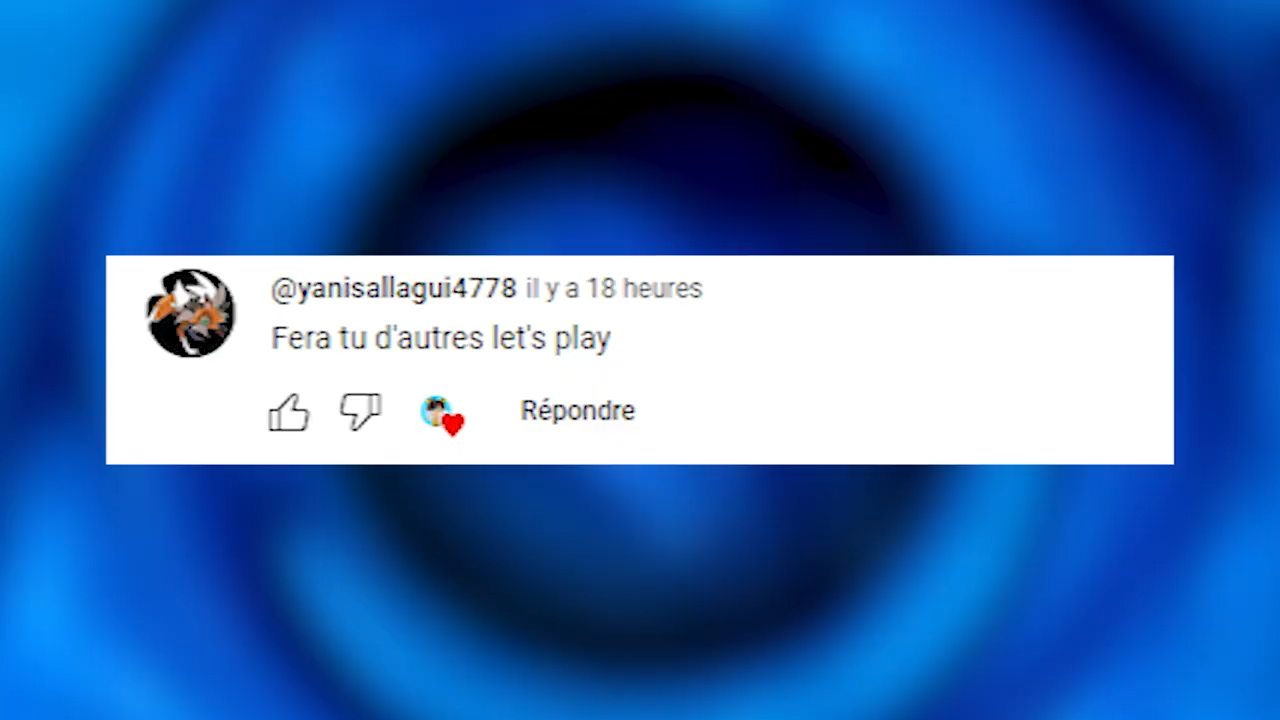 @yanisallagui4778 il y a 18 heures
Fera tu d'autres let's play
Répondre